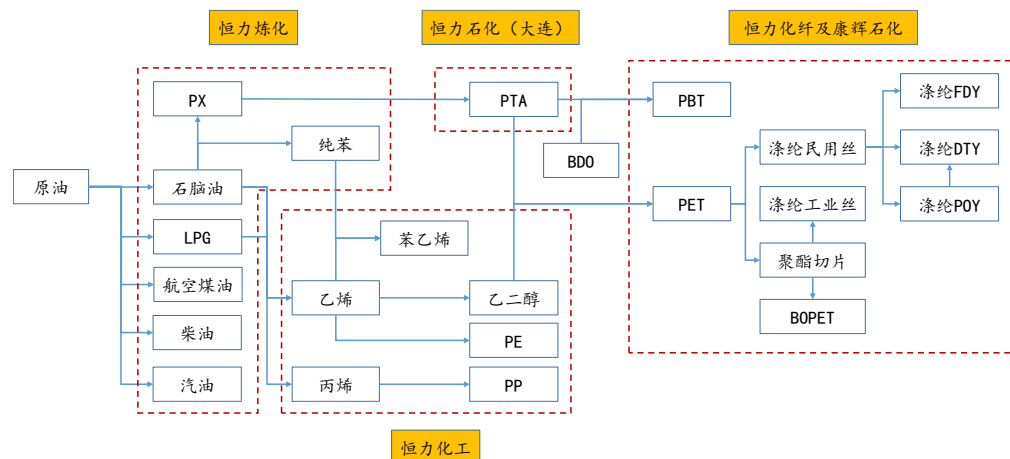 恒力炼化
恒力石化（大连）
恒力化纤及康辉石化
PX
PTA
PBT
涤纶FDY
纯苯
BDO
涤纶民用丝
涤纶DTY
原油
石脑油
PET
涤纶工业丝
涤纶POY
LPG
苯乙烯
聚酯切片
航空煤油
乙烯
乙二醇
BOPET
柴油
PE
汽油
丙烯
PP
恒力化工